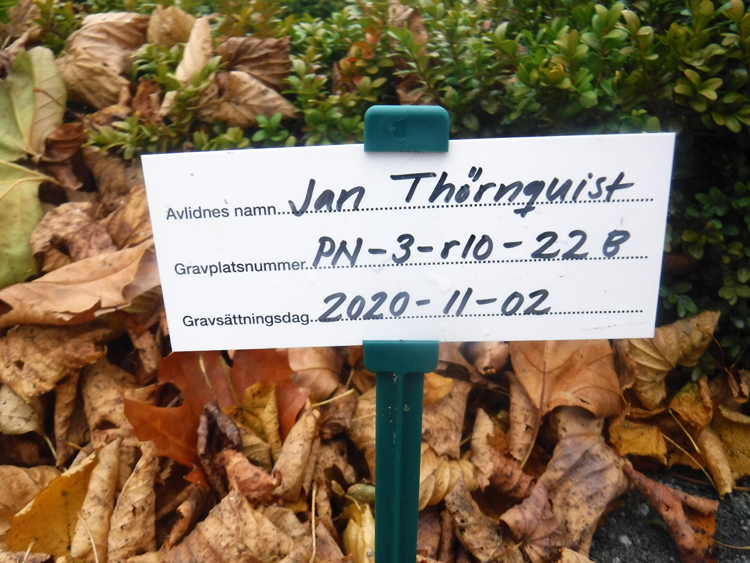 Avlidnes namn Jan Thörnquist
Gravplatsnummer PN-3-r10-22 B
Gravsättningsdag 2020-11-02